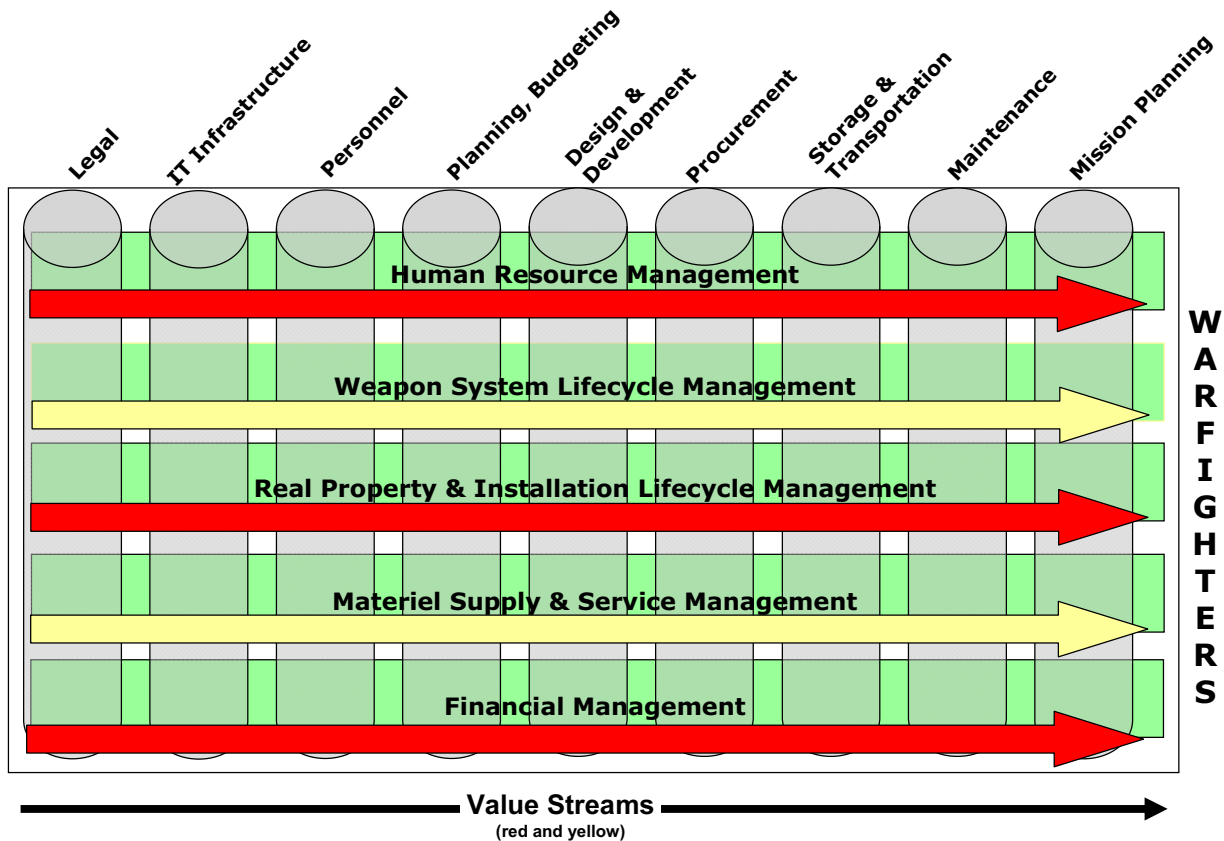 Legal
IT Infrastructure
Personnel
Planning, Budgeting
Design &
Development
Procurement
Storage &
Transportation
Maintenance
Mission Planning
Human Resource Management
Weapon System Lifecycle Management
Real Property & Installation Lifecycle Management
Materiel Supply & Service Management
Financial Management
WARFIGHTERS
Value Streams
(red and yellow)